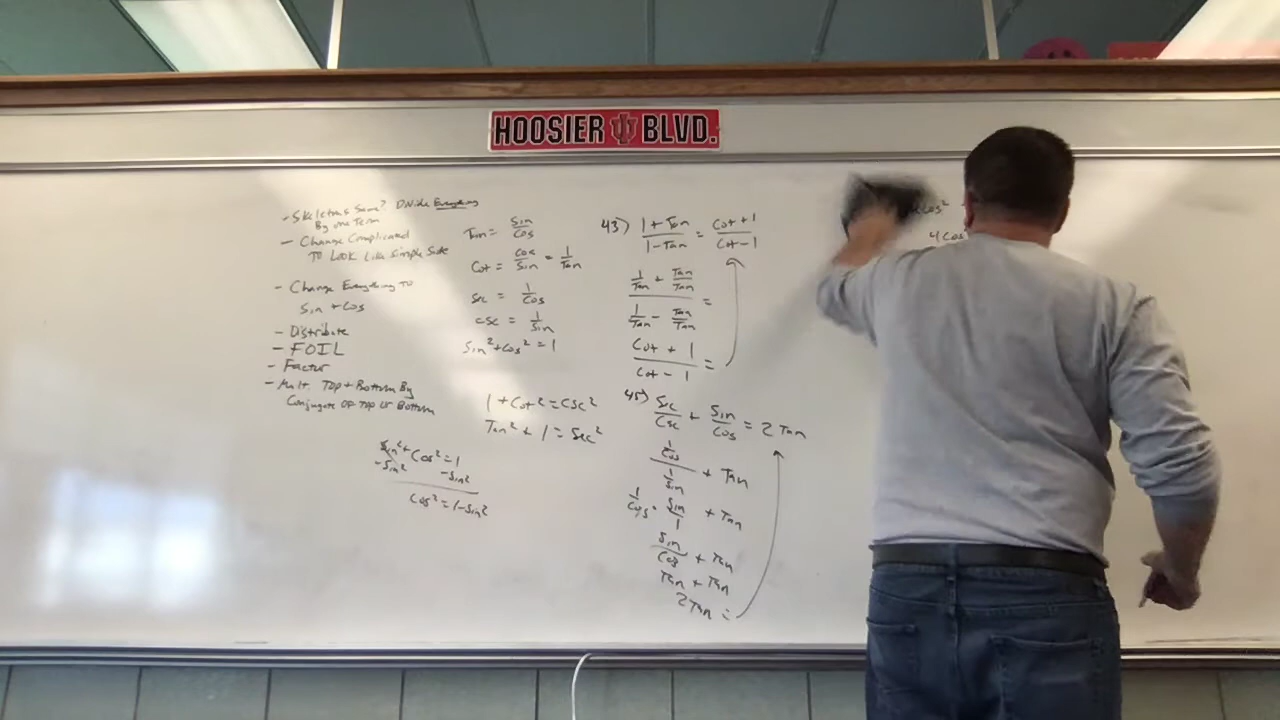 HOOSIER IU BLVD.
- Skeletons Same? Divide Everything
By one Term
- Change Complicated
TO Look Like Simple Side
- Change Everything To
Sin + Cos
- Distribute
- FOIL
- Factor
- Mult. Top + Bottom By
Conjugate OF Top or Bottom
Tan = Sin/Cos
Cot = Cos/Sin = 1/Tan
Sec = 1/Cos
CSC = 1/Sin
Sin² + Cos² = 1
1 + Cot² = CSC²
Tan² + 1 = Sec²
Sin² + Cos² = 1
-Sin² -Sin²
Cos² = 1 - Sin²
43) (1 + Tan)/(1 - Tan) = (Cot + 1)/(Cot - 1)
(1/Tan + Tan/Tan)/(1/Tan - Tan/Tan) =
(Cot + 1)/(Cot - 1) =
45) Sec/Csc + Sin/Cos = 2 Tan
(1/Cos)/(1/Sin) + Tan
1/Cos · Sin/1 + Tan
Sin/Cos + Tan
Tan + Tan
2 Tan =
Cos²
4 Cos²